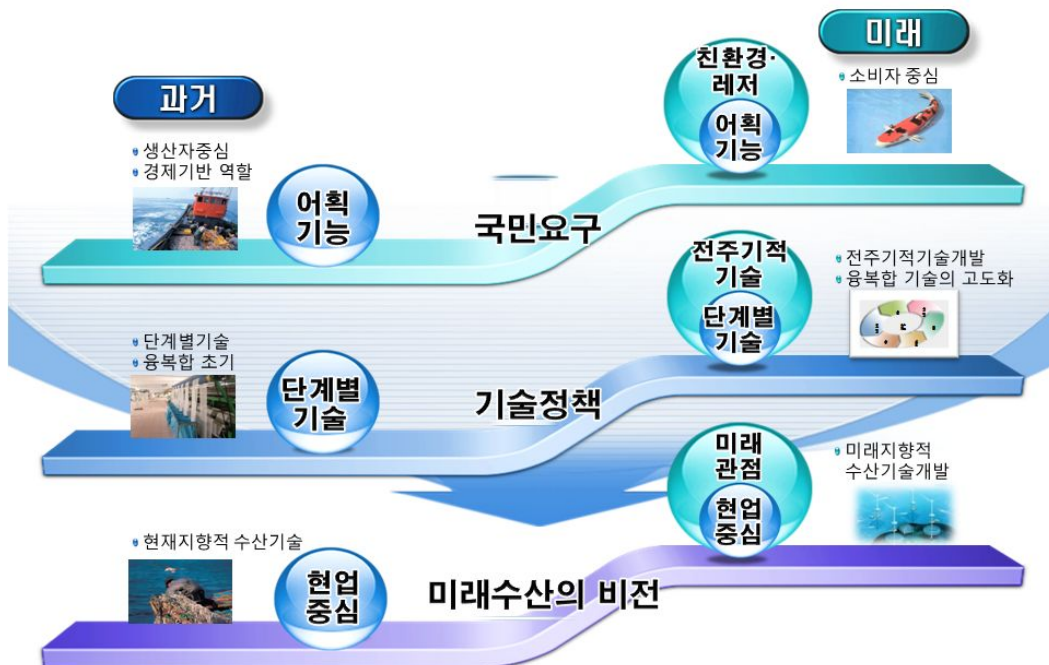 미래
과거
생산자중심
경제기반 역할
어획
기능
국민요구
친환경·
레저
어획
기능
소비자 중심
단계별기술
융복합 초기
단계별
기술
기술정책
전주기적
기술
단계별
기술
전주기적기술개발
융복합 기술의 고도화
현재지향적 수산기술
현업
중심
미래수산의 비전
미래
관점
현업
중심
미래지향적
수산기술개발